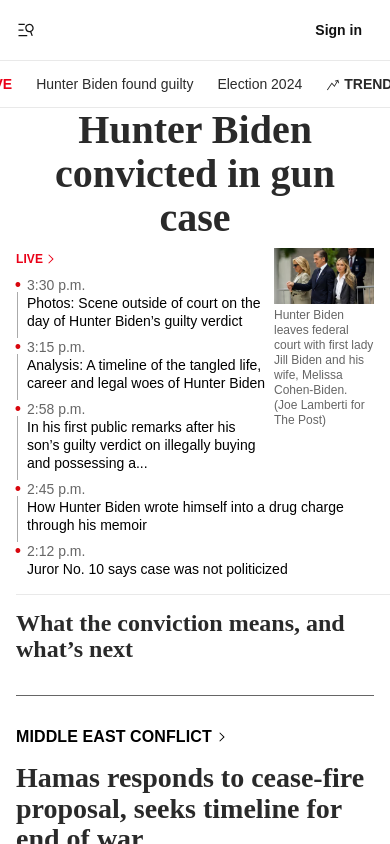 Sign in
VE
Hunter Biden found guilty
Election 2024
TREND
Hunter Biden
convicted in gun
case
LIVE
3:30 p.m.
Photos: Scene outside of court on the
day of Hunter Biden’s guilty verdict
3:15 p.m.
Analysis: A timeline of the tangled life,
career and legal woes of Hunter Biden
2:58 p.m.
In his first public remarks after his
son’s guilty verdict on illegally buying
and possessing a...
2:45 p.m.
How Hunter Biden wrote himself into a drug charge
through his memoir
2:12 p.m.
Juror No. 10 says case was not politicized
Hunter Biden
leaves federal
court with first lady
Jill Biden and his
wife, Melissa
Cohen-Biden.
(Joe Lamberti for
The Post)
What the conviction means, and
what’s next
MIDDLE EAST CONFLICT
Hamas responds to cease-fire
proposal, seeks timeline for
end of war